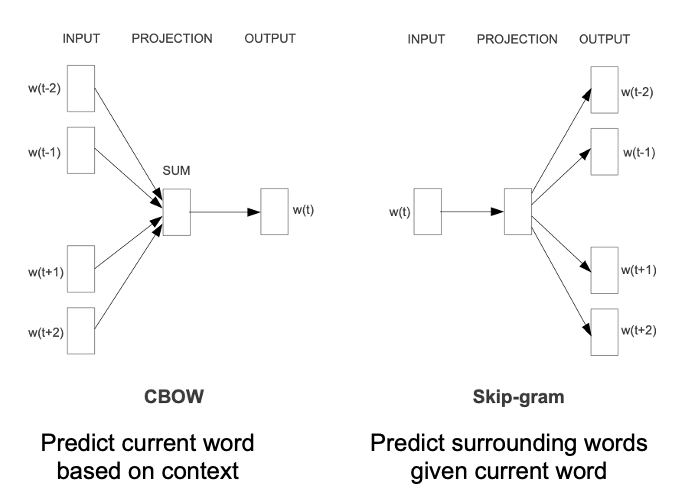 INPUT PROJECTION OUTPUT
w(t-2)
w(t-1)
SUM
w(t)
w(t+1)
w(t+2)
CBOW
Predict current word
based on context
INPUT PROJECTION OUTPUT
w(t-2)
w(t-1)
w(t)
w(t+1)
w(t+2)
Skip-gram
Predict surrounding words
given current word